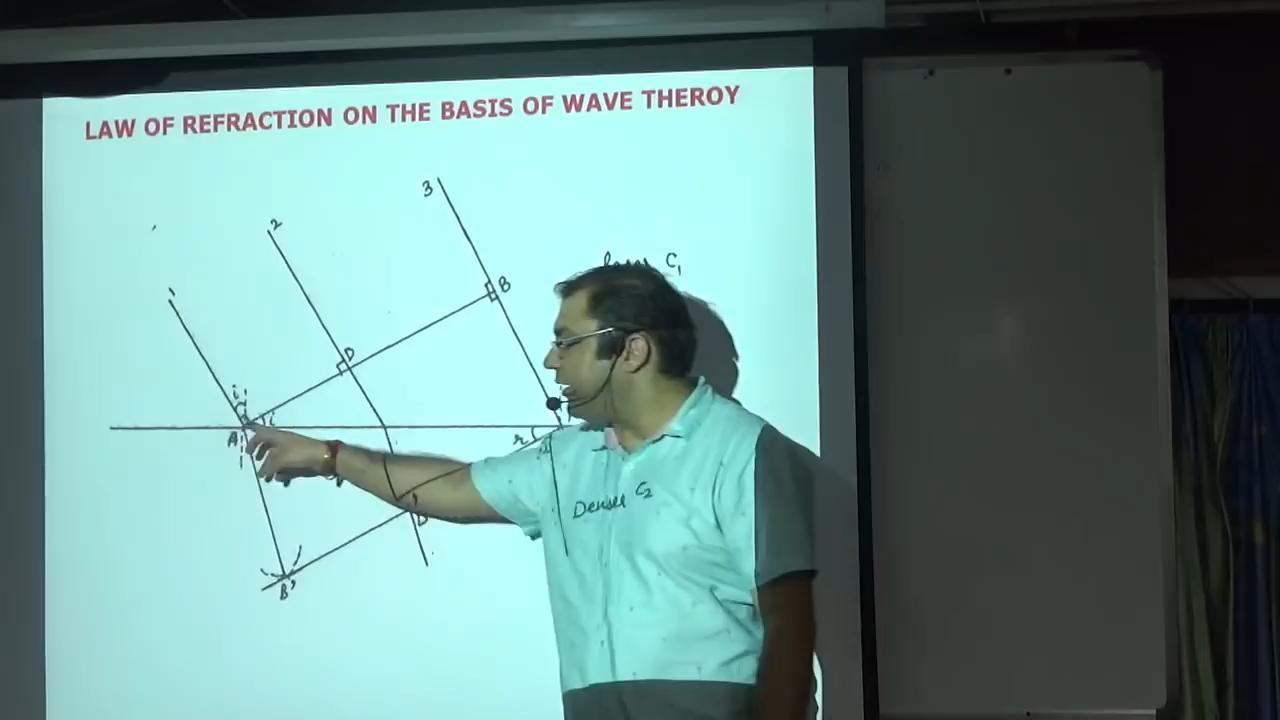 LAW OF REFRACTION ON THE BASIS OF WAVE THEROY
3
2
C1
B
1
D
i
i
A
r
Denser C2
D'
B'